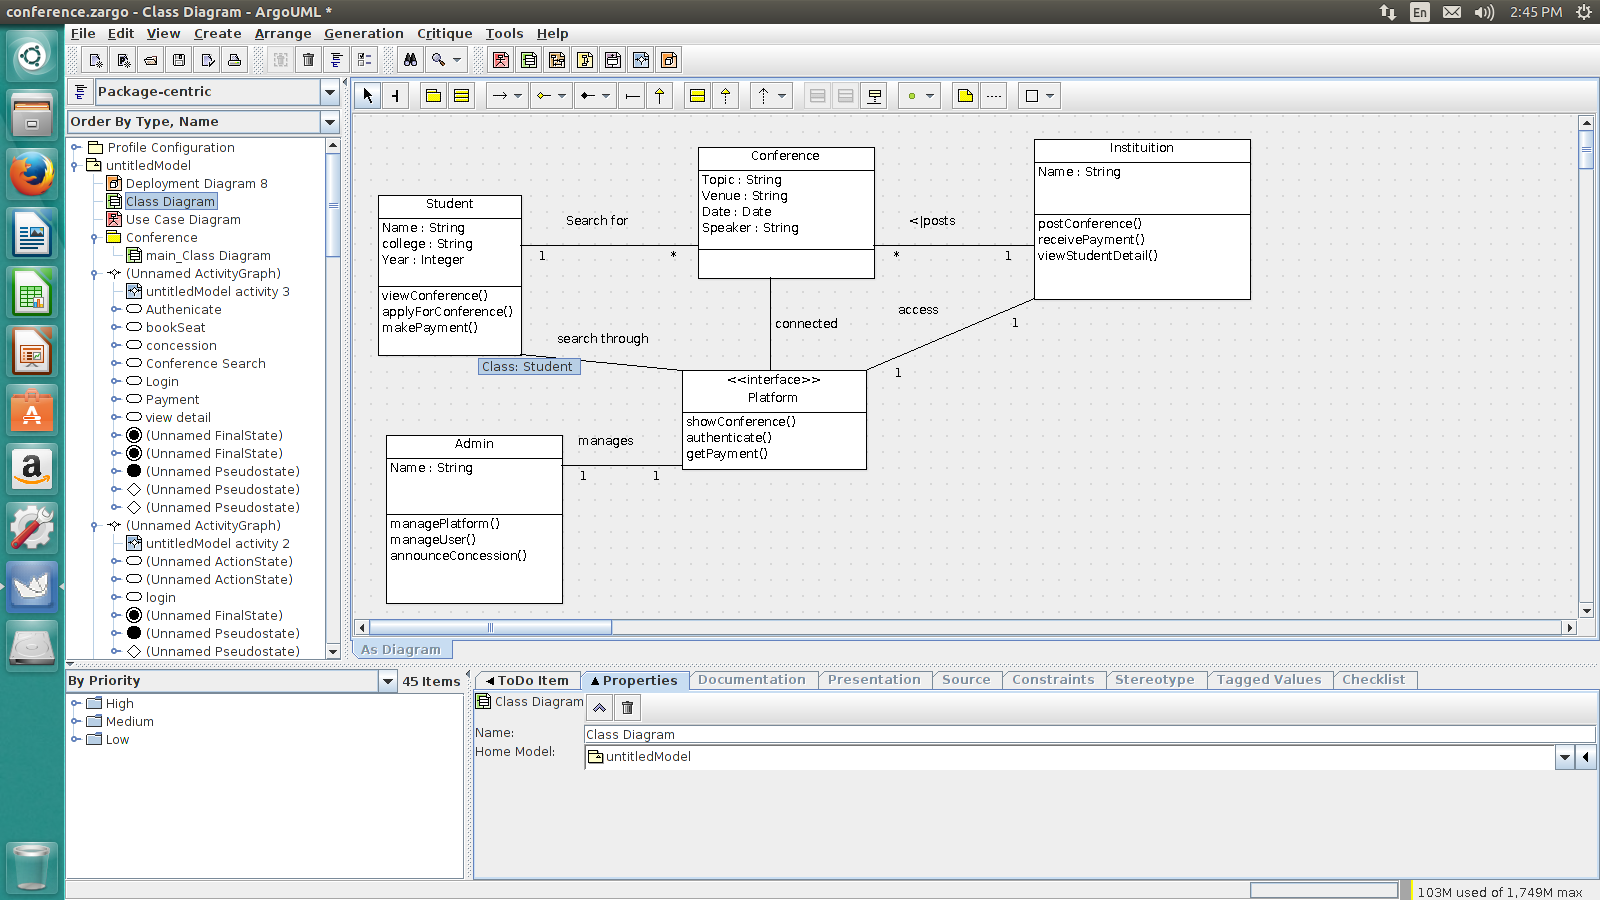 conference.zargo - Class Diagram - ArgoUML *
En
2:45 PM
File Edit View Create Arrange Generation Critique Tools Help
Package-centric
Order By Type, Name
Profile Configuration
untitledModel
Deployment Diagram 8
Class Diagram
Use Case Diagram
Conference
main_Class Diagram
(Unnamed ActivityGraph)
untitledModel activity 3
Authenicate
bookSeat
concession
Conference Search
Login
Payment
view detail
(Unnamed FinalState)
(Unnamed FinalState)
(Unnamed Pseudostate)
(Unnamed Pseudostate)
(Unnamed Pseudostate)
(Unnamed ActivityGraph)
untitledModel activity 2
(Unnamed ActionState)
(Unnamed ActionState)
login
(Unnamed FinalState)
(Unnamed Pseudostate)
(Unnamed Pseudostate)
Student
Name : String
college : String
Year : Integer
viewConference()
applyForConference()
makePayment()
Search for
1
*
Conference
Topic : String
Venue : String
Date : Date
Speaker : String
<|posts
*
1
Instituition
Name : String
postConference()
receivePayment()
viewStudentDetail()
search through
Class: Student
connected
access
1
1
<<interface>>
Platform
showConference()
authenticate()
getPayment()
Admin
Name : String
managePlatform()
manageUser()
announceConcession()
manages
1
1
As Diagram
By Priority
45 Items
High
Medium
Low
ToDo Item Properties Documentation Presentation Source Constraints Stereotype Tagged Values Checklist
Class Diagram
Name: Class Diagram
Home Model: untitledModel
103M used of 1,749M max